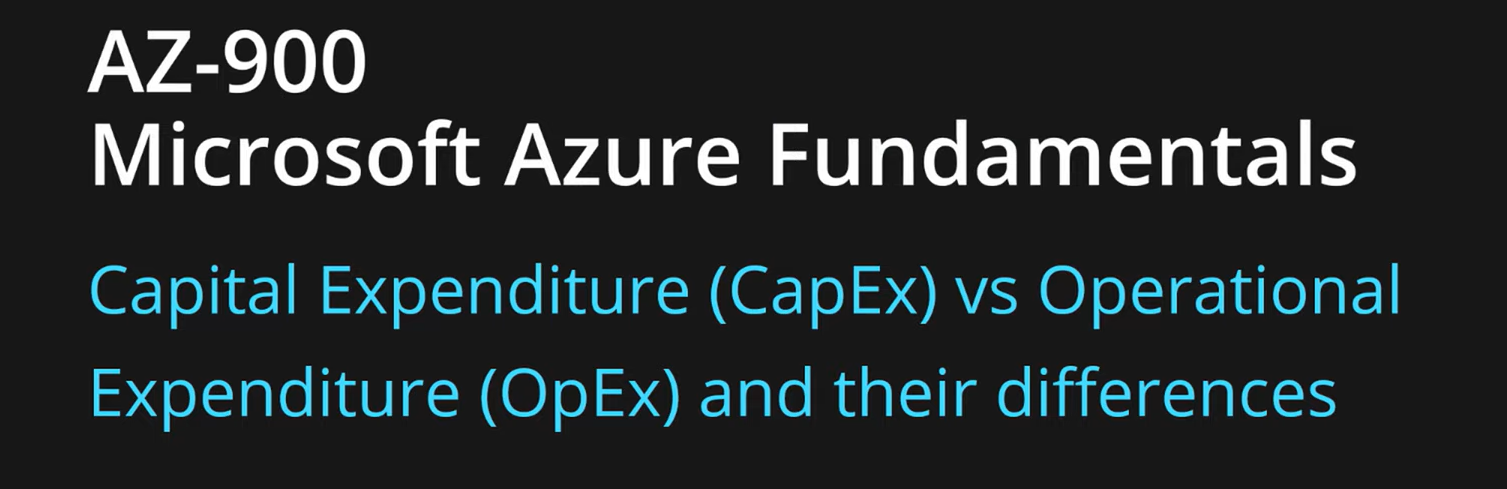 AZ-900
Microsoft Azure Fundamentals
Capital Expenditure (CapEx) vs Operational
Expenditure (OpEx) and their differences